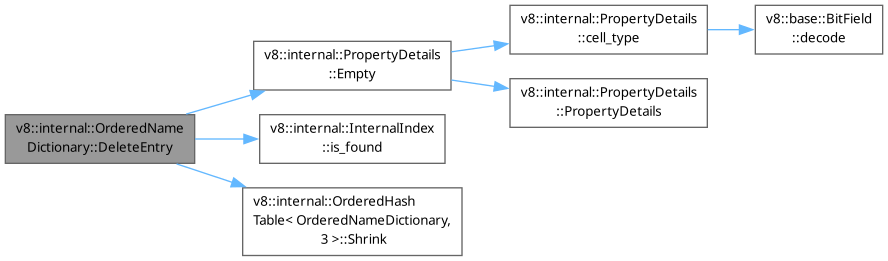 v8::internal::OrderedName
Dictionary::DeleteEntry
v8::internal::PropertyDetails
::Empty
v8::internal::PropertyDetails
::cell_type
v8::base::BitField
::decode
v8::internal::PropertyDetails
::PropertyDetails
v8::internal::InternalIndex
::is_found
v8::internal::OrderedHash
Table< OrderedNameDictionary,
3 >::Shrink